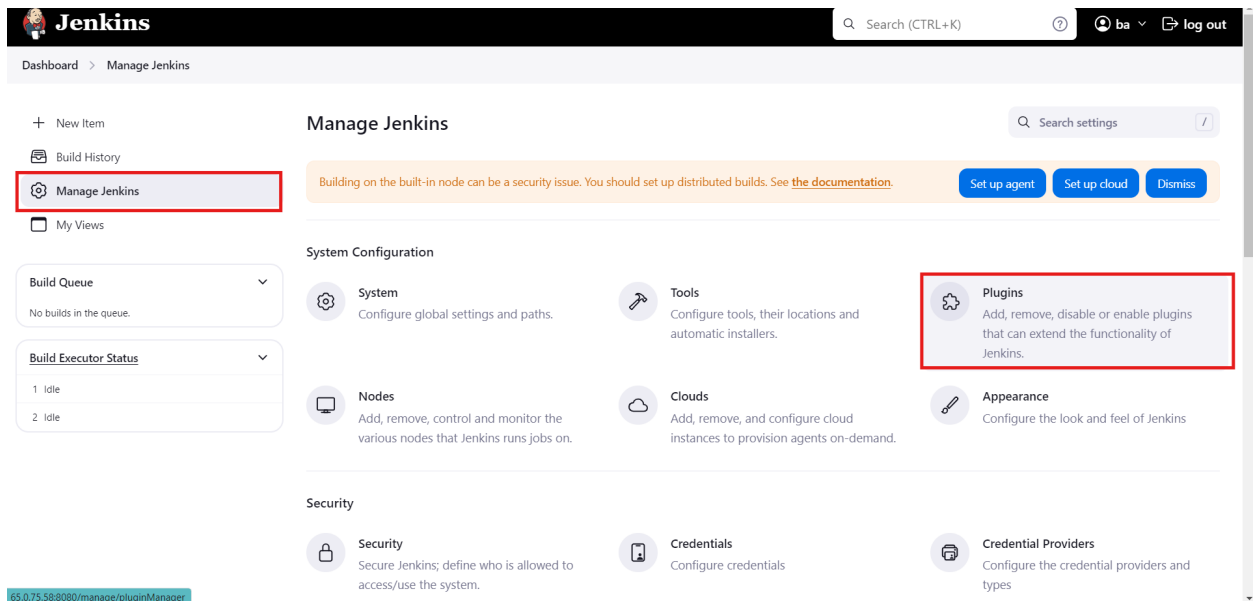 Jenkins
Search (CTRL+K)
?
ba
log out
Dashboard > Manage Jenkins
New Item
Build History
Manage Jenkins
My Views
Build Queue
No builds in the queue.
Build Executor Status
1 Idle
2 Idle
Manage Jenkins
Search settings
/
Building on the built-in node can be a security issue. You should set up distributed builds. See the documentation.
Set up agent
Set up cloud
Dismiss
System Configuration
System
Configure global settings and paths.
Tools
Configure tools, their locations and
automatic installers.
Plugins
Add, remove, disable or enable plugins
that can extend the functionality of
Jenkins.
Nodes
Add, remove, control and monitor the
various nodes that Jenkins runs jobs on.
Clouds
Add, remove, and configure cloud
instances to provision agents on-demand.
Appearance
Configure the look and feel of Jenkins
Security
Security
Secure Jenkins; define who is allowed to
access/use the system.
Credentials
Configure credentials
Credential Providers
Configure the credential providers and
types
65.0.75.58:8080/manage/pluginManager